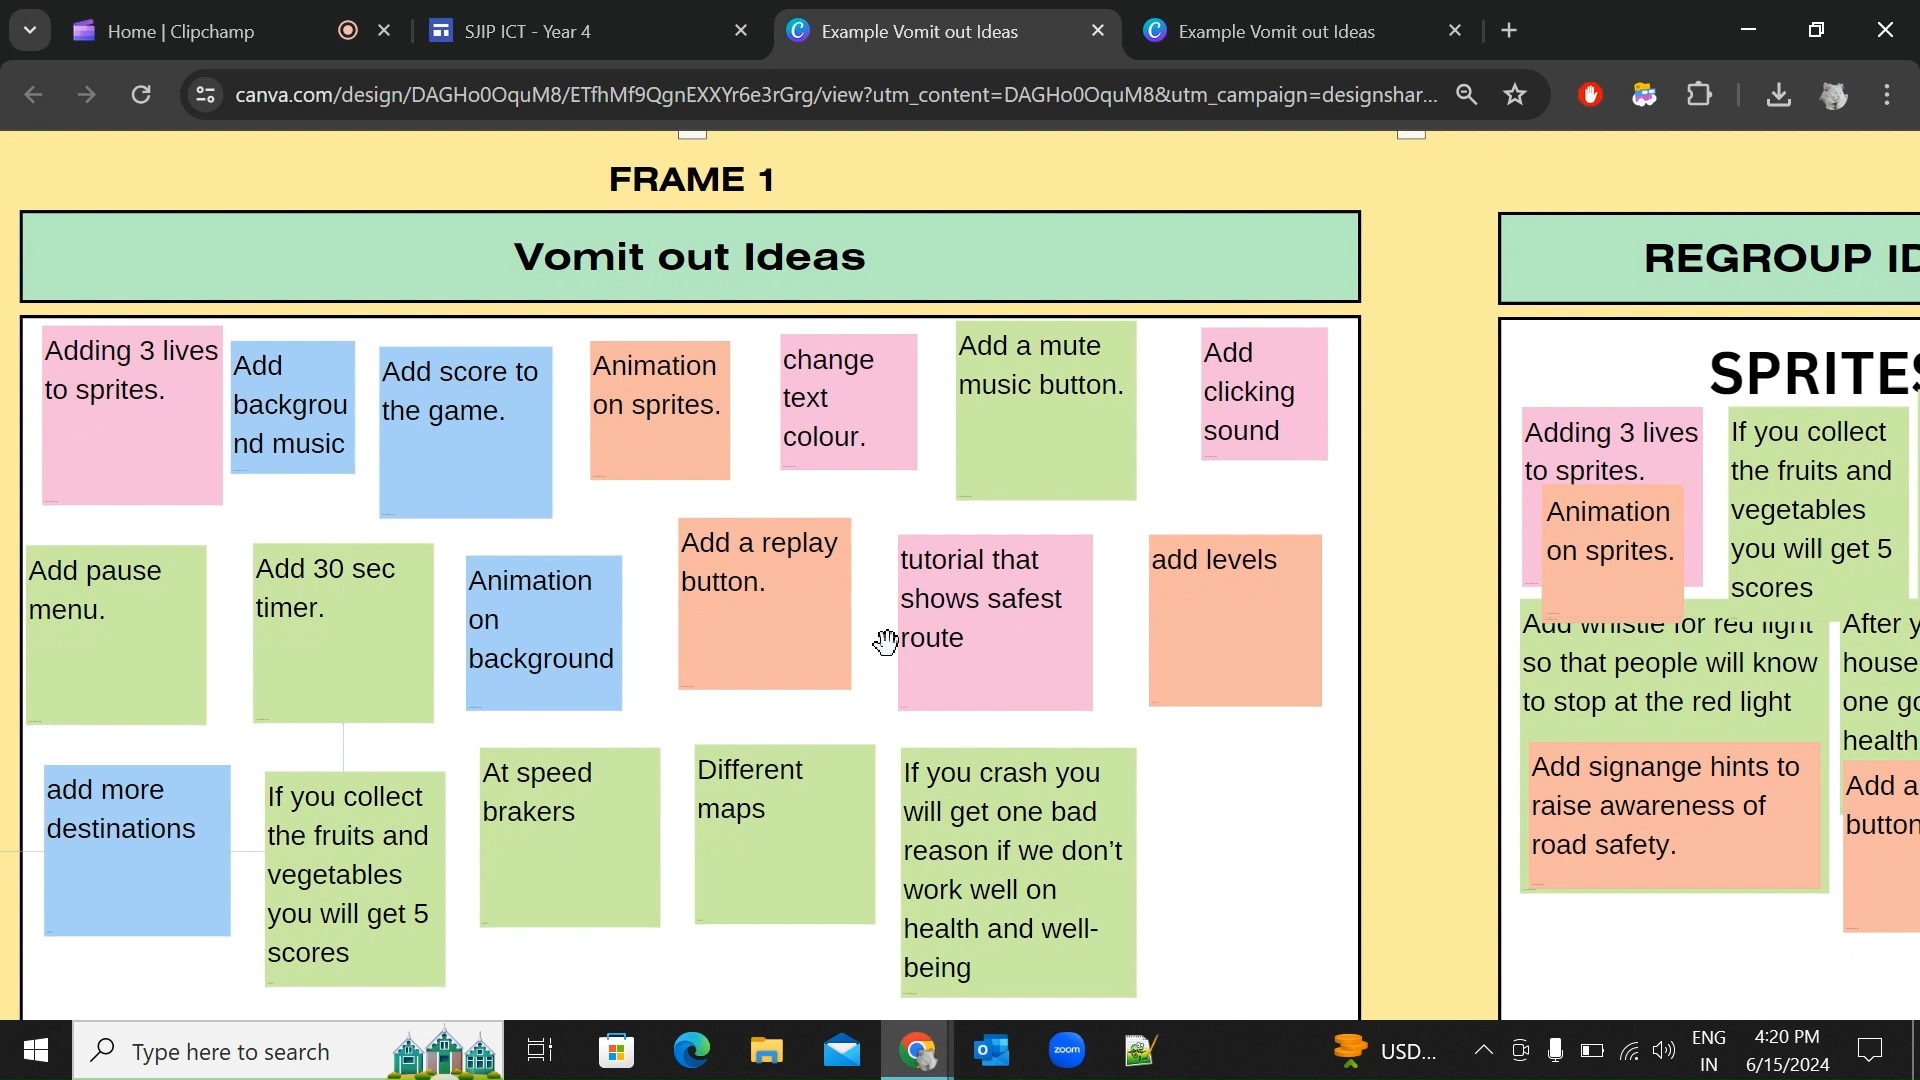 Home | Clipchamp
SJIP ICT - Year 4
Example Vomit out Ideas
Example Vomit out Ideas
canva.com/design/DAGHo0OquM8/ETfhMf9QgnEXXYr6e3rGrg/view?utm_content=DAGHo0OquM8&utm_campaign=designshar...
FRAME 1
Vomit out Ideas
REGROUP ID
Adding 3 lives
to sprites.
Add
backgrou
nd music
Add score to
the game.
Animation
on sprites.
change
text
colour.
Add a mute
music button.
Add
clicking
sound
Add pause
menu.
Add 30 sec
timer.
Animation
on
background
Add a replay
button.
tutorial that
shows safest
route
add levels
add more
destinations
If you collect
the fruits and
vegetables
you will get 5
scores
At speed
brakers
Different
maps
If you crash you
will get one bad
reason if we don't
work well on
health and well-
being
SPRITES
Adding 3 lives
to sprites.
Animation
on sprites.
If you collect
the fruits and
vegetables
you will get 5
scores
Add whistle for red light
so that people will know
to stop at the red light
After y
house
one go
health
Add signange hints to
raise awareness of
road safety.
Add a
button
Type here to search
zoom
USD...
ENG
IN
4:20 PM
6/15/2024